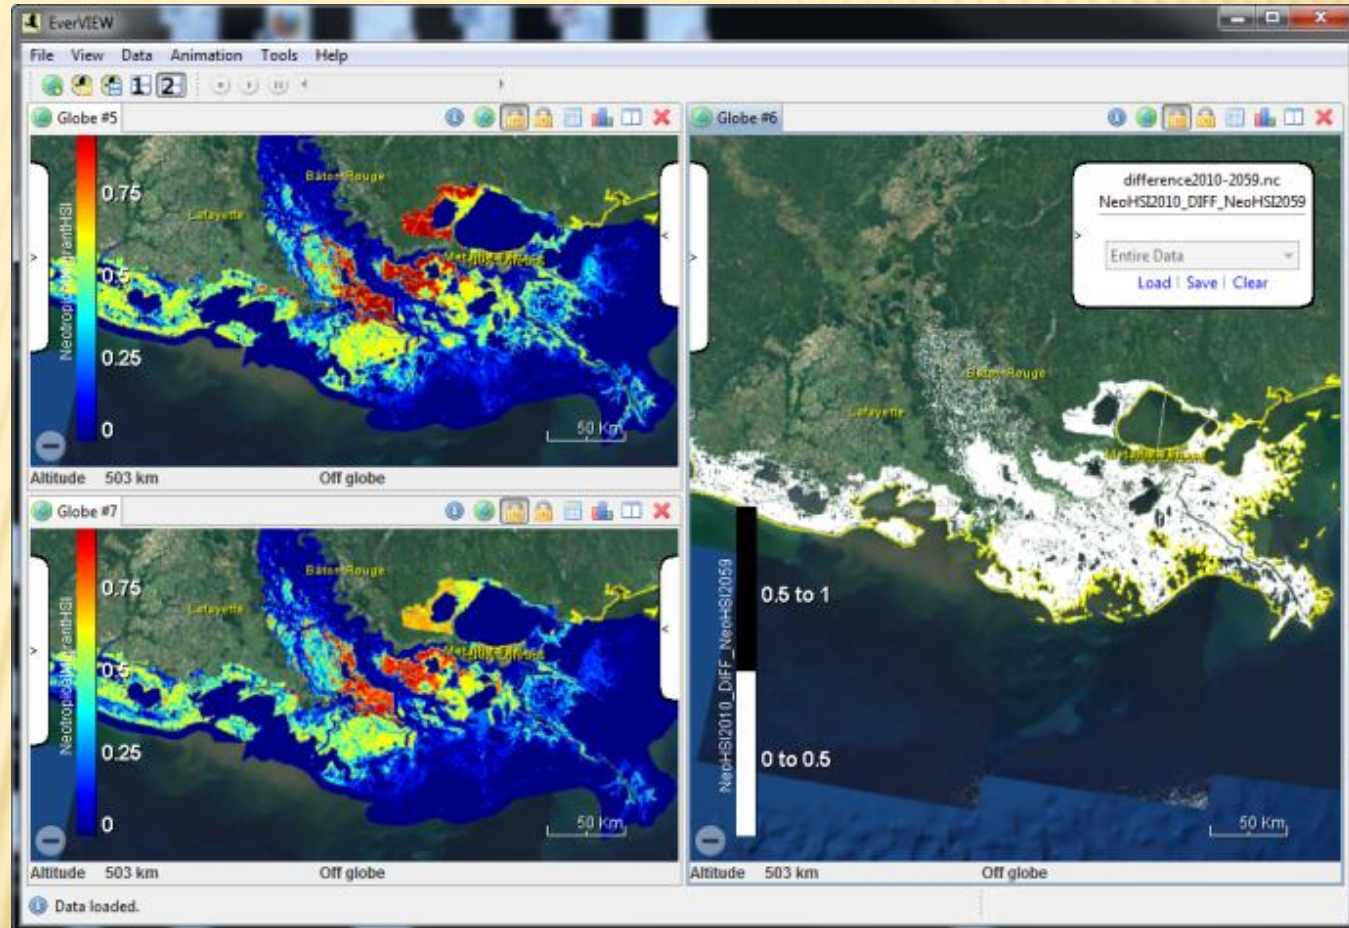 EverVIEW
File View Data Animation Tools Help
1 2
Globe #5
0.75
0.5
0.25
0
Lafayette
Baton Rouge
50 Km
Altitude 503 km Off globe
Globe #7
0.75
0.5
0.25
0
NeotropicalMigrantHSI
Lafayette
Baton Rouge
50 Km
Altitude 503 km Off globe
Globe #6
difference2010-2059.nc
NeoHSI2010_DIFF_NeoHSI2059
Entire Data
Load | Save | Clear
Baton Rouge
Lafayette
NeoHSI2010_DIFF_NeoHSI2059
0.5 to 1
0 to 0.5
50 Km
Altitude 503 km Off globe
Data loaded.